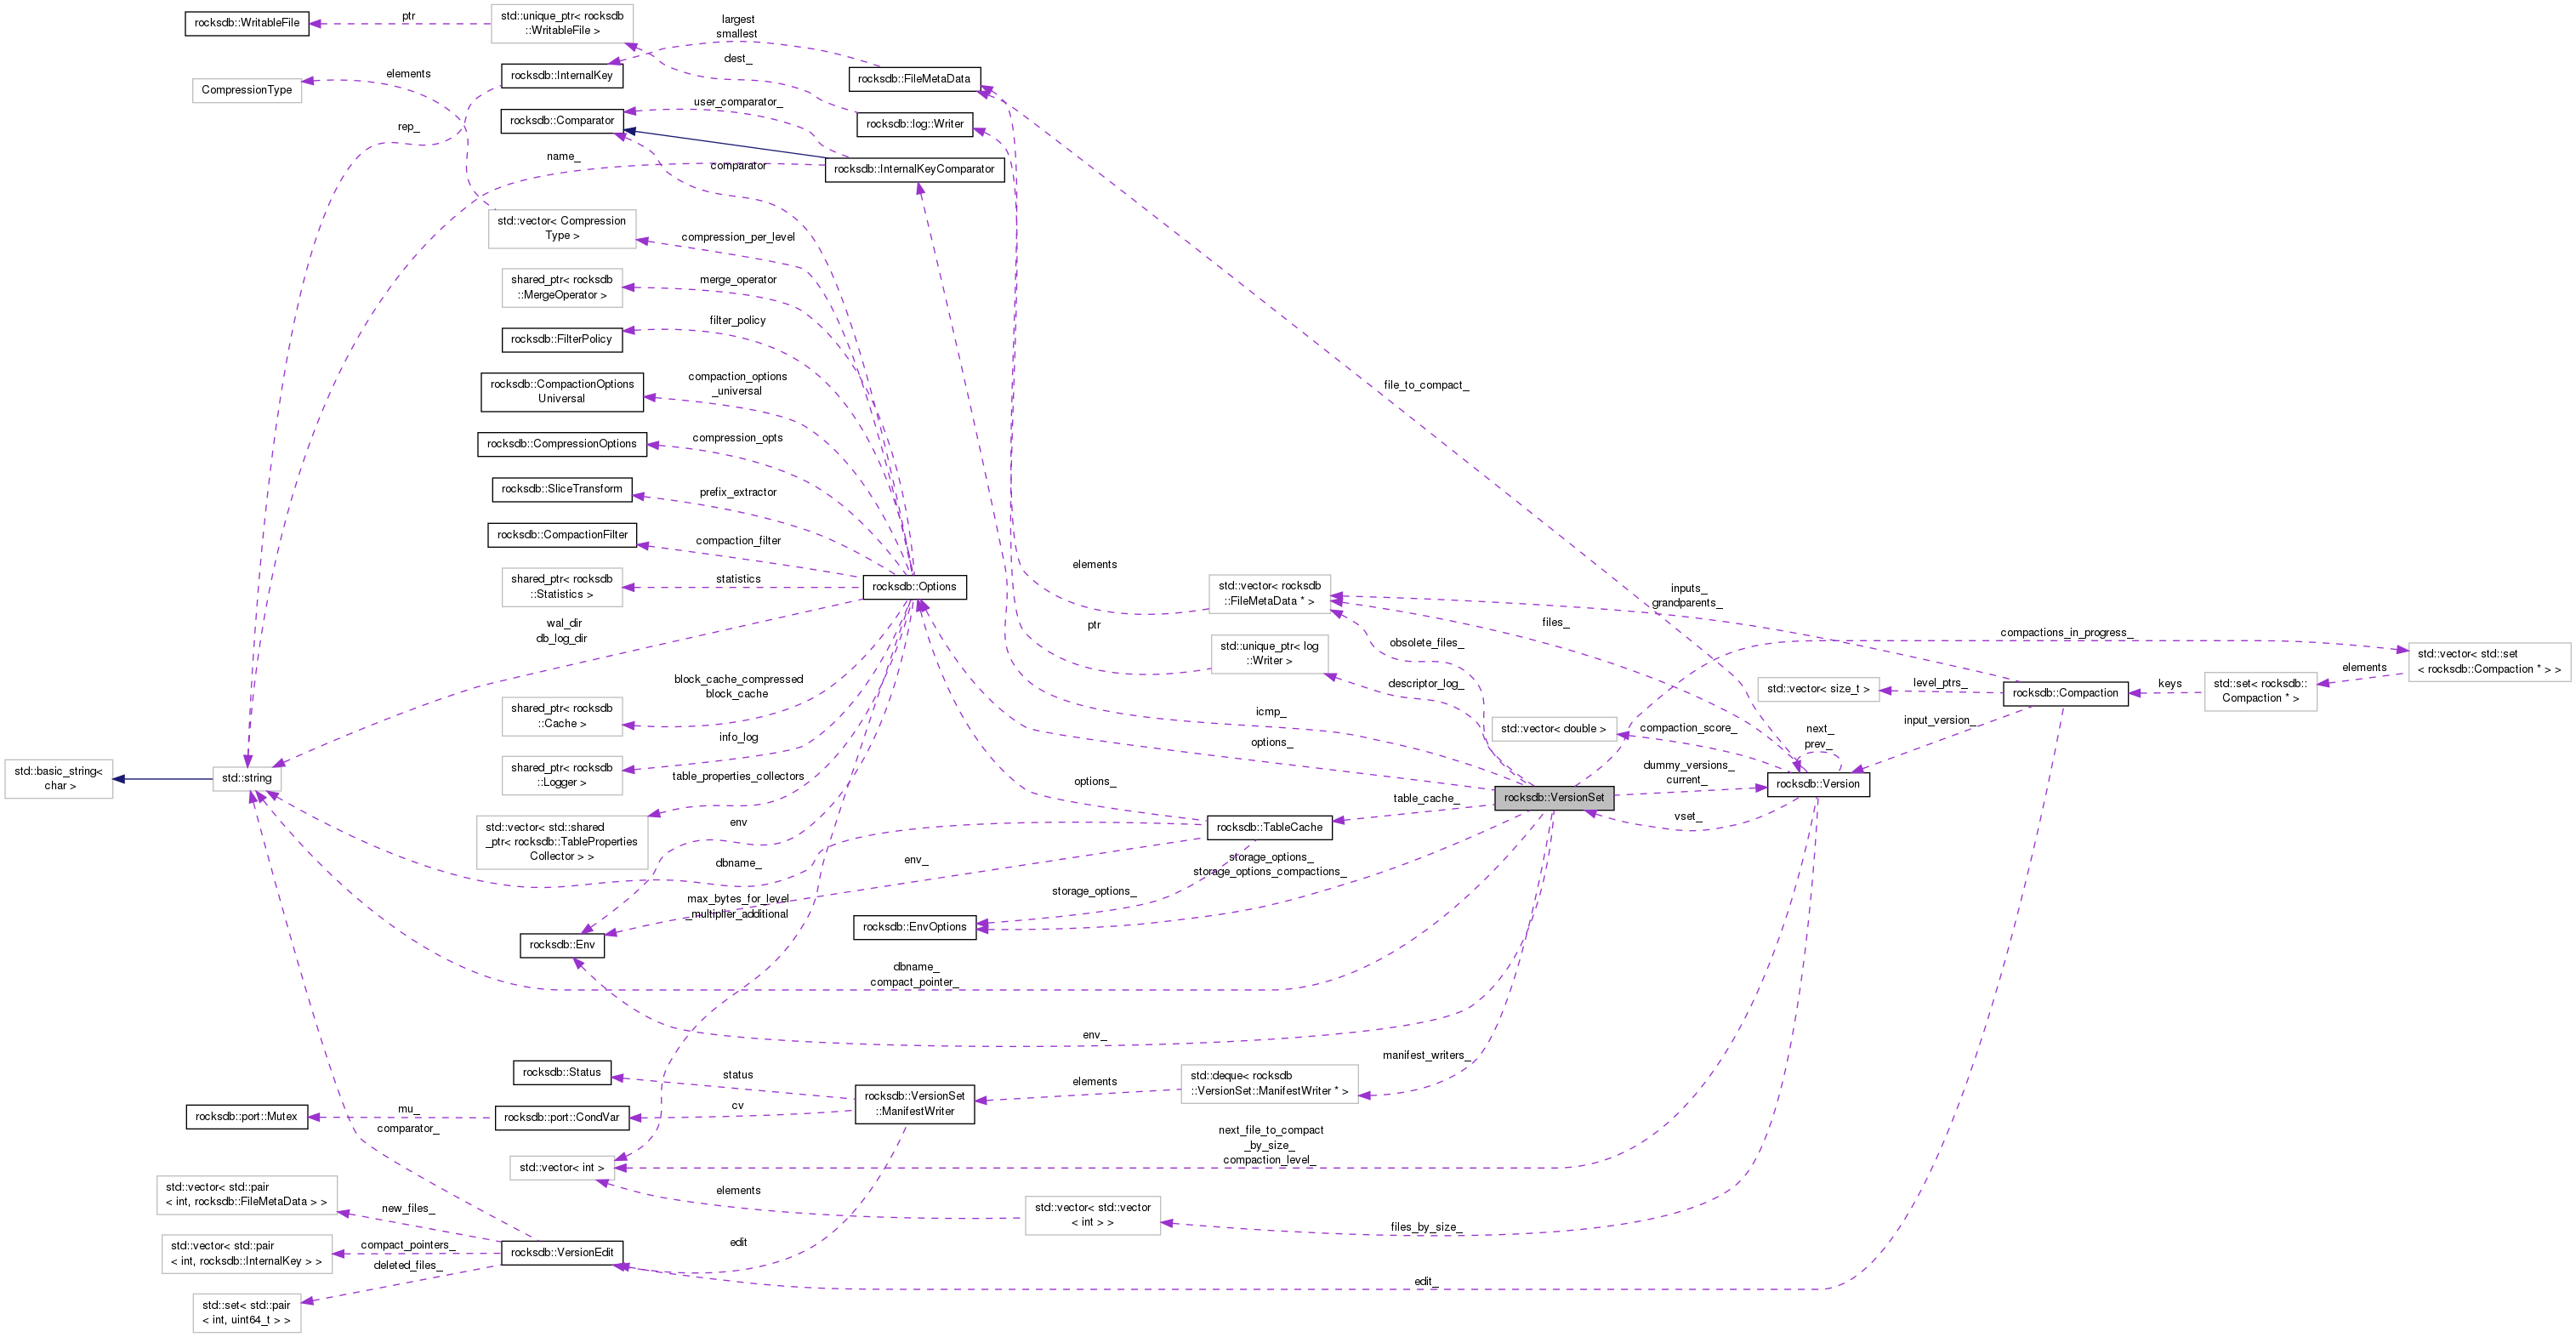 rocksdb::WritableFile
ptr
std::unique_ptr< rocksdb
::WritableFile >
largest
smallest
dest_
CompressionType
elements
rocksdb::InternalKey
rocksdb::FileMetaData
rep_
rocksdb::Comparator
user_comparator_
rocksdb::log::Writer
name_
comparator
rocksdb::InternalKeyComparator
std::vector< Compression
Type >
compression_per_level
shared_ptr< rocksdb
::MergeOperator >
merge_operator
rocksdb::FilterPolicy
filter_policy
rocksdb::CompactionOptions
Universal
compaction_options
_universal
file_to_compact_
rocksdb::CompressionOptions
compression_opts
rocksdb::SliceTransform
prefix_extractor
rocksdb::CompactionFilter
compaction_filter
shared_ptr< rocksdb
::Statistics >
statistics
rocksdb::Options
elements
std::vector< rocksdb
::FileMetaData * >
inputs_
grandparents_
wal_dir
db_log_dir
ptr
std::unique_ptr< log
::Writer >
obsolete_files_
files_
compactions_in_progress_
std::vector< std::set
< rocksdb::Compaction * > >
elements
block_cache_compressed
block_cache
shared_ptr< rocksdb
::Cache >
descriptor_log_
std::vector< size_t >
level_ptrs_
rocksdb::Compaction
keys
std::set< rocksdb::
Compaction * >
icmp_
std::vector< double >
compaction_score_
next_
prev_
input_version_
info_log
shared_ptr< rocksdb
::Logger >
options_
std::basic_string<
char >
std::string
table_properties_collectors
options_
dummy_versions_
current_
rocksdb::Version
table_cache_
rocksdb::VersionSet
vset_
std::vector< std::shared
_ptr< rocksdb::TableProperties
Collector > >
env
rocksdb::TableCache
dbname_
env_
storage_options_
storage_options_compactions_
storage_options_
max_bytes_for_level
_multiplier_additional
rocksdb::EnvOptions
rocksdb::Env
dbname_
compact_pointer_
env_
manifest_writers_
rocksdb::Status
status
rocksdb::VersionSet
::ManifestWriter
elements
std::deque< rocksdb
::VersionSet::ManifestWriter * >
rocksdb::port::Mutex
mu_
rocksdb::port::CondVar
cv
comparator_
std::vector< int >
next_file_to_compact
_by_size_
compaction_level_
std::vector< std::pair
< int, rocksdb::FileMetaData > >
new_files_
elements
std::vector< std::vector
< int > >
files_by_size_
std::vector< std::pair
< int, rocksdb::InternalKey > >
compact_pointers_
rocksdb::VersionEdit
edit
deleted_files_
edit_
std::set< std::pair
< int, uint64_t > >